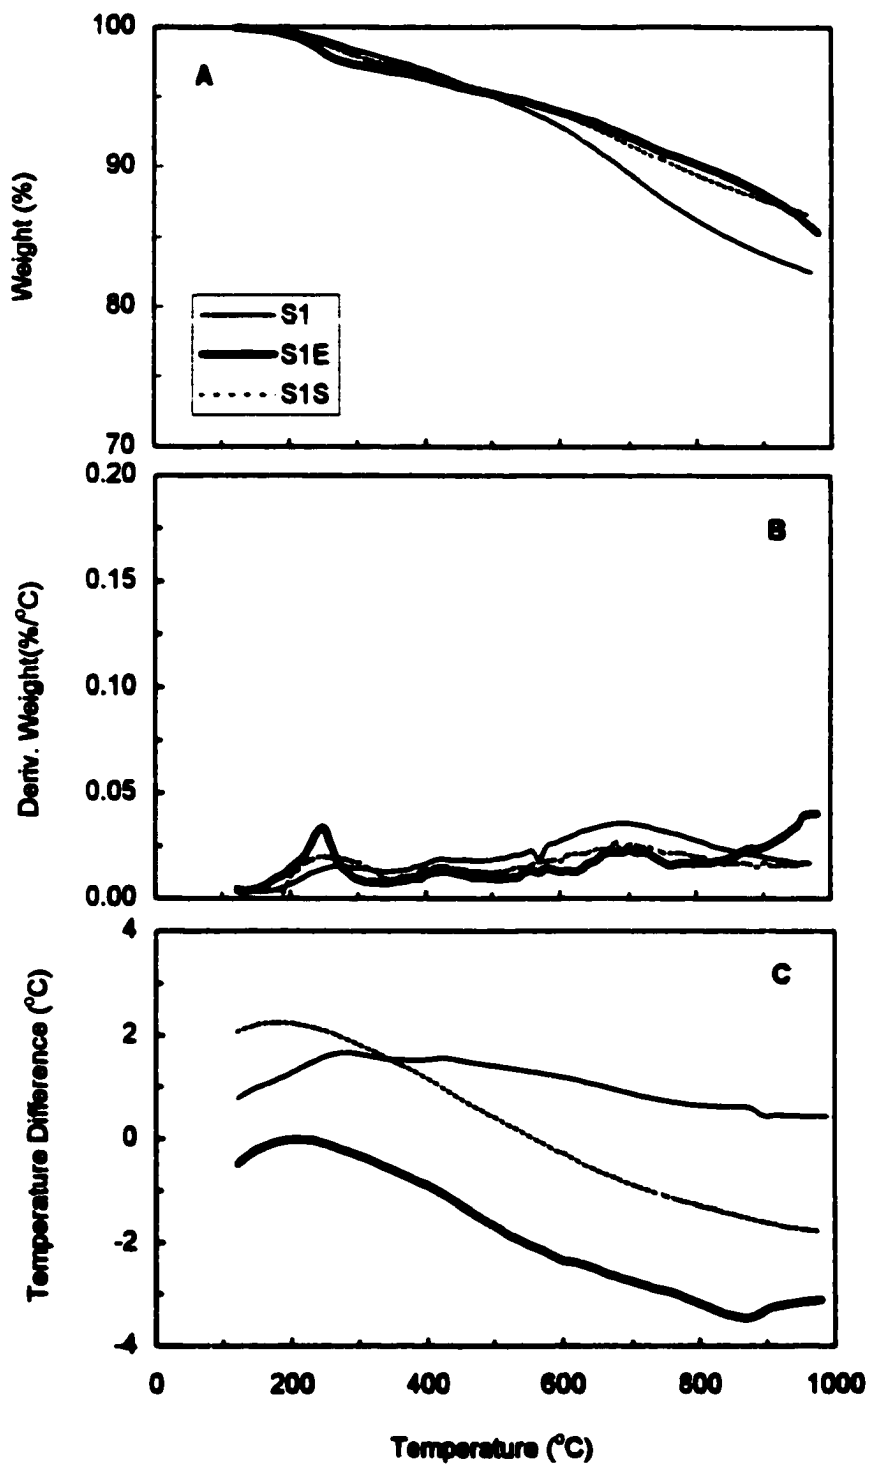 100
A
90
Weight (%)
80
S1
S1E
S1S
70
0.20
B
0.15
Deriv. Weight(%/°C)
0.10
0.05
0.00
4
C
2
Temperature Difference (°C)
0
-2
-4
0 200 400 600 800 1000
Temperature (°C)